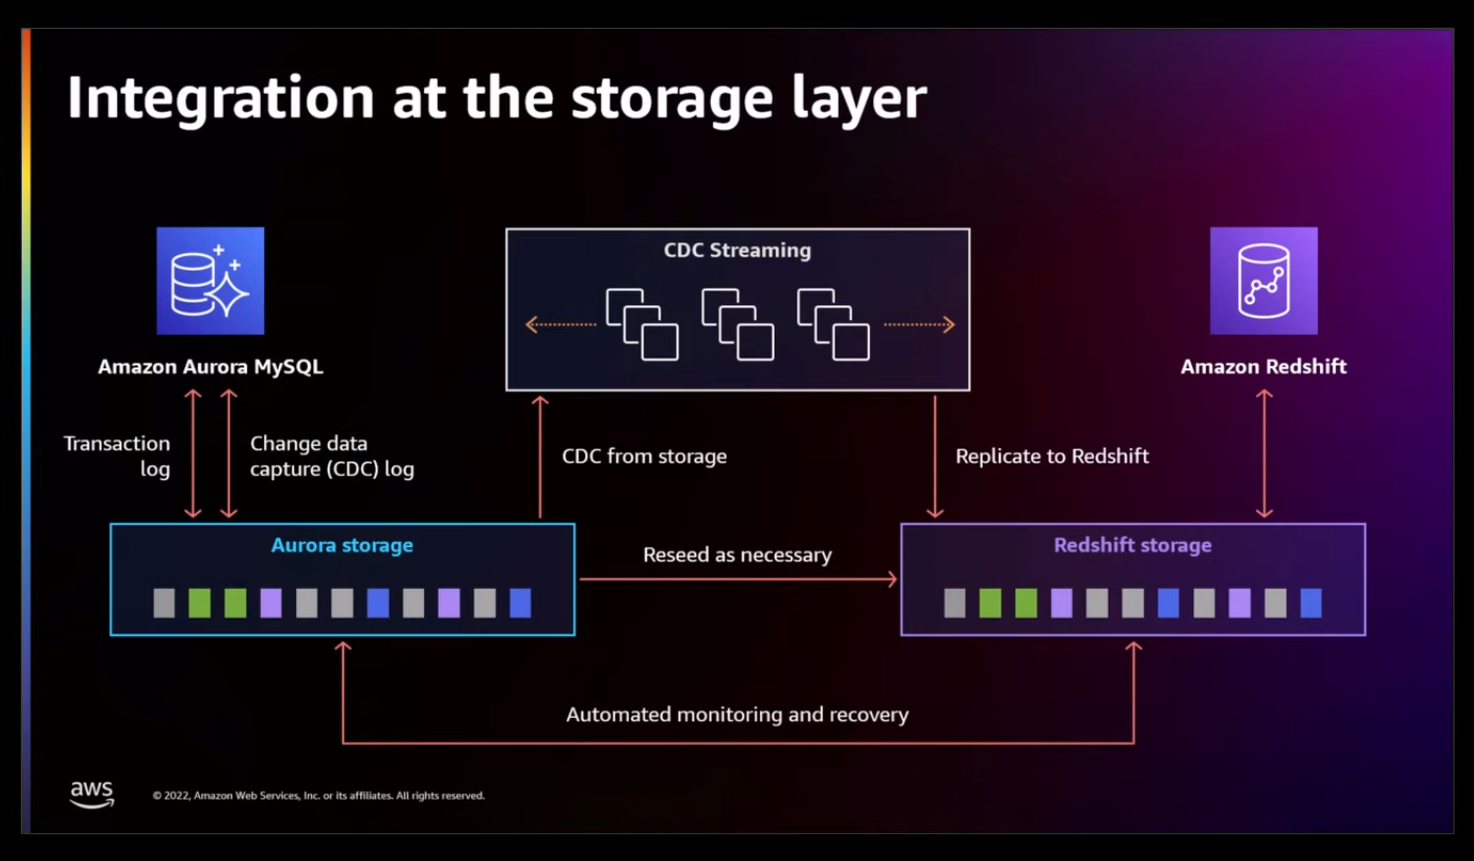 Integration at the storage layer
CDC Streaming
Amazon Aurora MySQL
Amazon Redshift
Transaction
log
Change data
capture (CDC) log
CDC from storage
Replicate to Redshift
Aurora storage
Reseed as necessary
Redshift storage
Automated monitoring and recovery
aws
© 2022, Amazon Web Services, Inc. or its affiliates. All rights reserved.